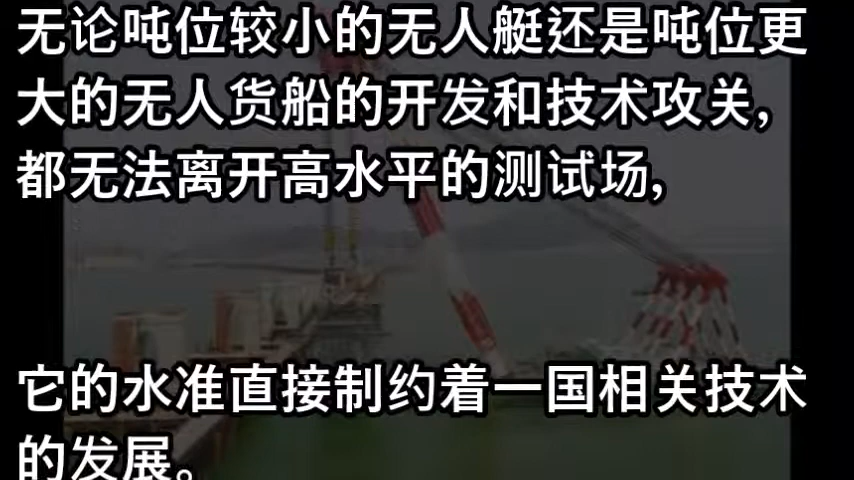 无论吨位较小的无人艇还是吨位更
大的无人货船的开发和技术攻关,
都无法离开高水平的测试场,
它的水准直接制约着一国相关技术
的发展。